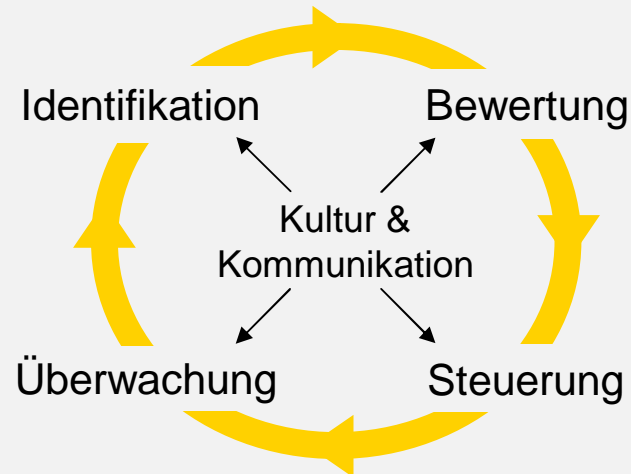 Identifikation
Bewertung
Kultur &
Kommunikation
Überwachung
Steuerung